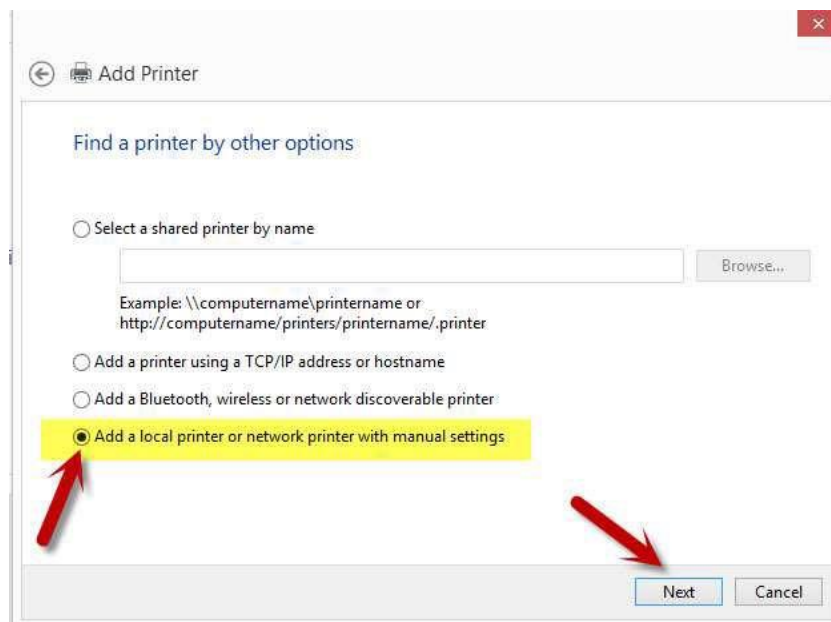 Add Printer
Find a printer by other options
Select a shared printer by name
Browse...
Example: \\computername\printername or
http://computername/printers/printername/.printer
Add a printer using a TCP/IP address or hostname
Add a Bluetooth, wireless or network discoverable printer
Add a local printer or network printer with manual settings
Next
Cancel